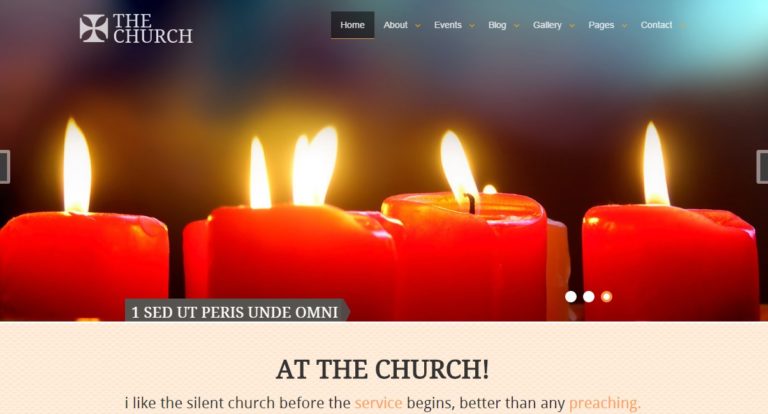 THE
CHURCH
Home About Events Blog Gallery Pages Contact
1 SED UT PERIS UNDE OMNI
AT THE CHURCH!
i like the silent church before the service begins, better than any preaching.